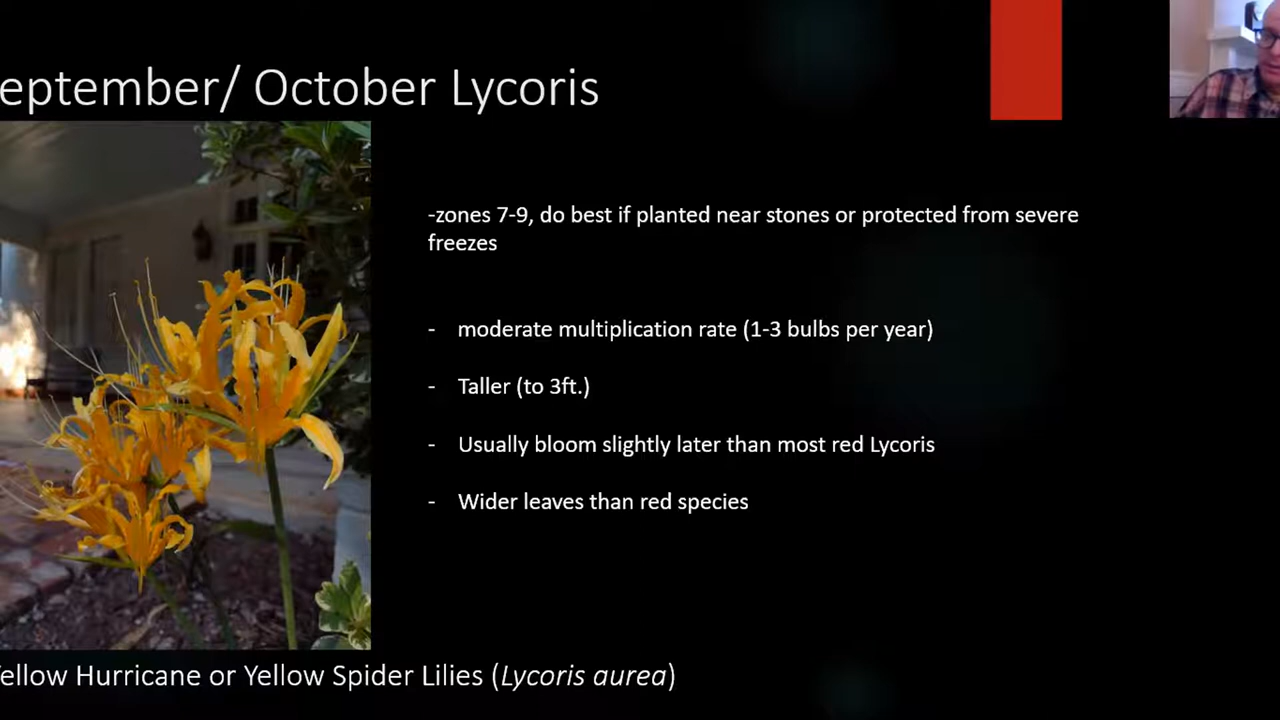 eptember/ October Lycoris
-zones 7-9, do best if planted near stones or protected from severe
freezes
- moderate multiplication rate (1-3 bulbs per year)
- Taller (to 3ft.)
- Usually bloom slightly later than most red Lycoris
- Wider leaves than red species
ellow Hurricane or Yellow Spider Lilies (Lycoris aurea)